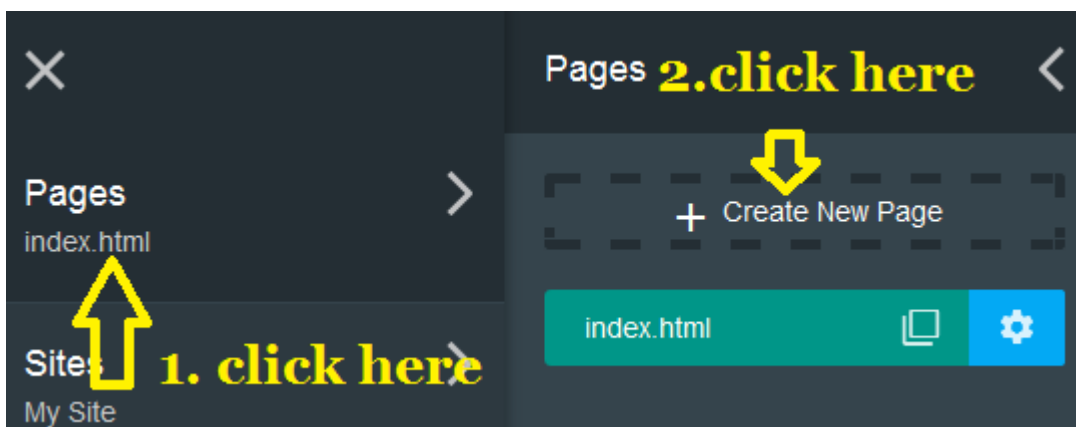 Pages
index.html
Sites
My Site
1. click here
Pages
2.click here
+ Create New Page
index.html